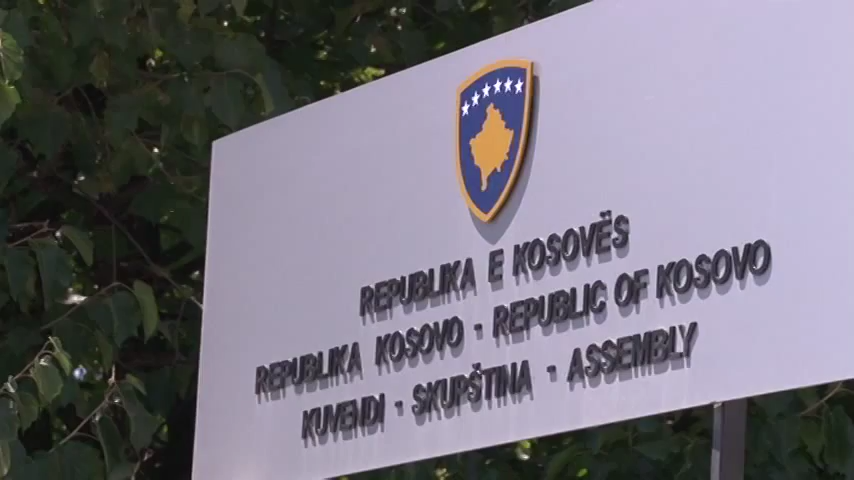 REPUBLIKA E KOSOVËS
REPUBLIKA KOSOVO - REPUBLIC OF KOSOVO
KUVENDI - SKUPŠTINA - ASSEMBLY